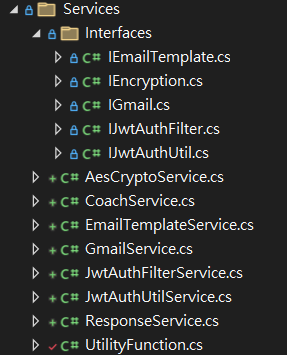 Services
Interfaces
C# IEmailTemplate.cs
C# IEncryption.cs
C# IGmail.cs
C# IJwtAuthFilter.cs
C# IJwtAuthUtil.cs
C# AesCryptoService.cs
C# CoachService.cs
C# EmailTemplateService.cs
C# GmailService.cs
C# JwtAuthFilterService.cs
C# JwtAuthUtilService.cs
C# ResponseService.cs
C# UtilityFunction.cs